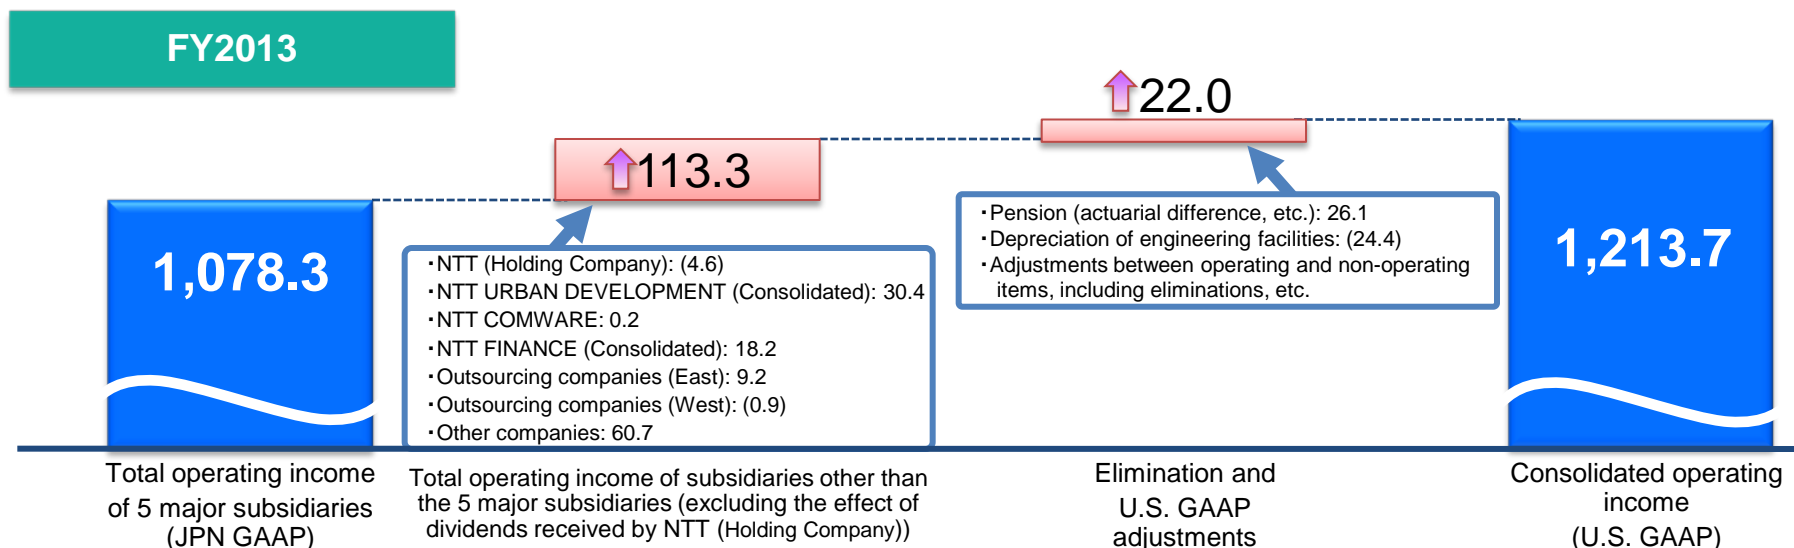 FY2013
22.0
113.3
1,078.3
1,213.7
・NTT (Holding Company): (4.6)
・NTT URBAN DEVELOPMENT (Consolidated): 30.4
・NTT COMWARE: 0.2
・NTT FINANCE (Consolidated): 18.2
・Outsourcing companies (East): 9.2
・Outsourcing companies (West): (0.9)
・Other companies: 60.7
・Pension (actuarial difference, etc.): 26.1
・Depreciation of engineering facilities: (24.4)
・Adjustments between operating and non-operating
items, including eliminations, etc.
Total operating income
of 5 major subsidiaries
(JPN GAAP)
Total operating income of subsidiaries other than
the 5 major subsidiaries (excluding the effect of
dividends received by NTT (Holding Company))
Elimination and
U.S. GAAP
adjustments
Consolidated operating
income
(U.S. GAAP)